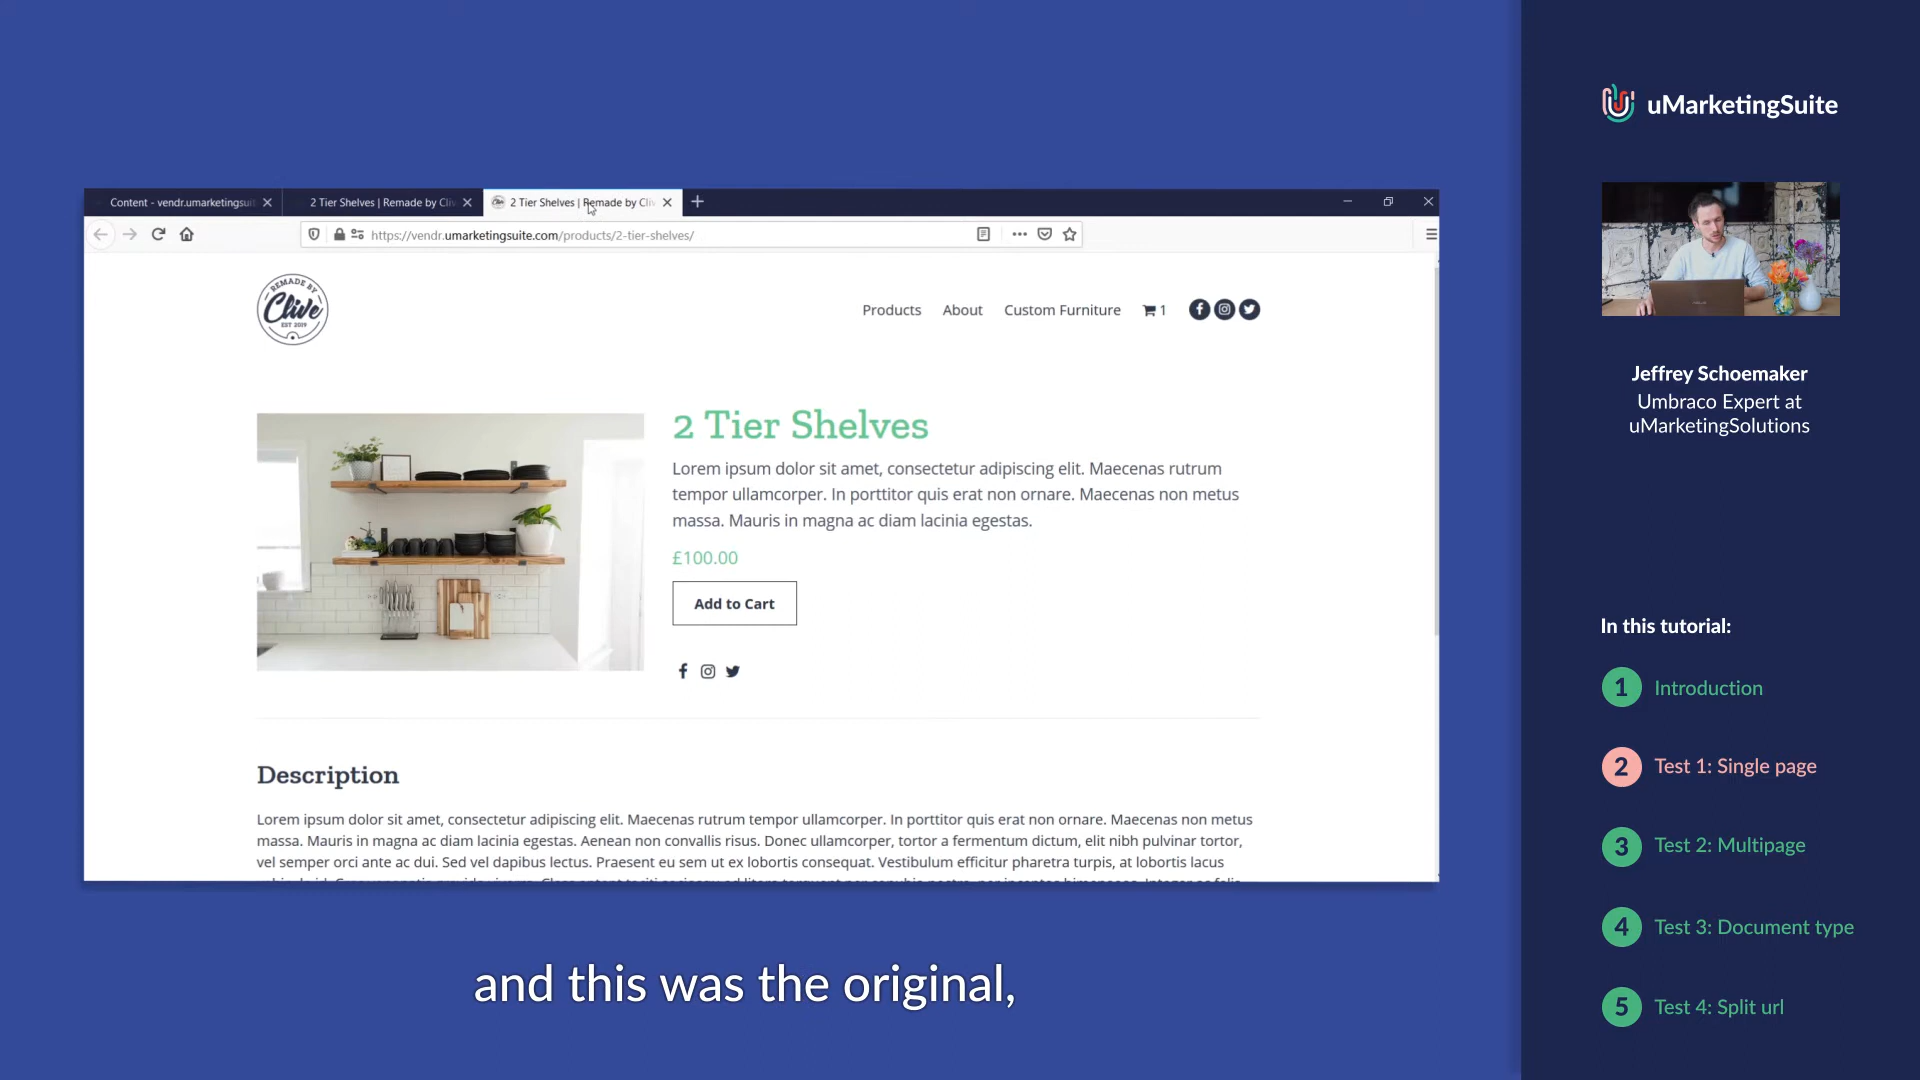 Content - vendr.umarketingsui
2 Tier Shelves | Remade by Cliv
2 Tier Shelves | Remade by Cliv
https://vendr.umarketingsuite.com/products/2-tier-shelves/
REMADE BY
Clive
EST 2019
Products
About
Custom Furniture
1
2 Tier Shelves
Lorem ipsum dolor sit amet, consectetur adipiscing elit. Maecenas rutrum
tempor ullamcorper. In porttitor quis erat non ornare. Maecenas non metus
massa. Mauris in magna ac diam lacinia egestas.
£100.00
Add to Cart
Description
Lorem ipsum dolor sit amet, consectetur adipiscing elit. Maecenas rutrum tempor ullamcorper. In porttitor quis erat non ornare. Maecenas non metus
massa. Mauris in magna ac diam lacinia egestas. Aenean non convallis risus. Donec ullamcorper, tortor a fermentum dictum, elit nibh pulvinar tortor,
vel semper orci ante ac dui. Sed vel dapibus lectus. Praesent eu sem ut ex lobortis consequat. Vestibulum efficitur pharetra turpis, at lobortis lacus
and this was the original,
uMarketingSuite
Jeffrey Schoemaker
Umbraco Expert at
uMarketingSolutions
In this tutorial:
1 Introduction
2 Test 1: Single page
3 Test 2: Multipage
4 Test 3: Document type
5 Test 4: Split url